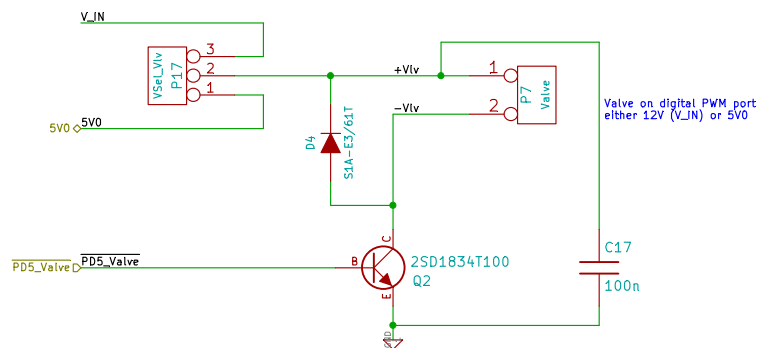 V_IN
VSel_Vlv
P17
3
2
1
5V0
5V0
+Vlv
-Vlv
D4
S1A-E3/61T
1
2
P7
Valve
Valve on digital PWM port
either 12V (V_IN) or 5V0
PD5_Valve
PD5_Valve
B
C
E
2SD1834T100
Q2
C17
100n
GND